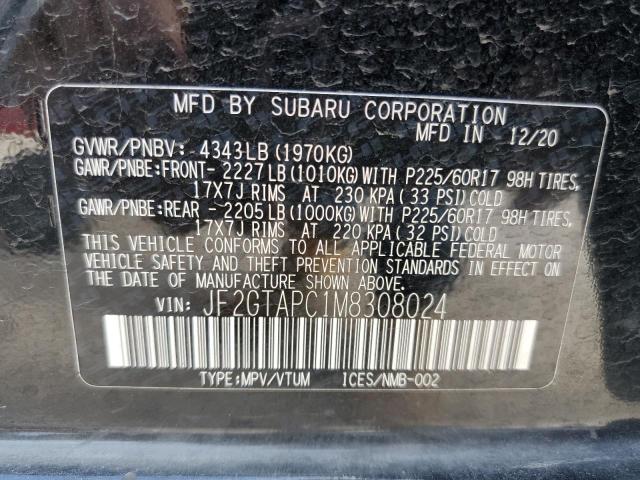 MFD BY SUBARU CORPORATION
MFD IN 12/20
GVWR/PNBV: 4343LB (1970KG)
GAWR/PNBE:FRONT- 2227LB(1010KG)WITH P225/60R17 98H TIRES,
17X7J RIMS AT 230 KPA(33 PSI)COLD
GAWR/PNBE:REAR - 2205LB(1000KG)WITH P225/60R17 98H TIRES,
17X7J RIMS AT 220 KPA(32 PSI)COLD
THIS VEHICLE CONFORMS TO ALL APPLICABLE FEDERAL MOTOR
VEHICLE SAFETY AND THEFT PREVENTION STANDARDS IN EFFECT ON
THE DATE OF MANUFACTURE SHOWN ABOVE.
VIN: JF2GTAPC1M8308024
TYPE:MPV/VTUM ICES/NMB-002